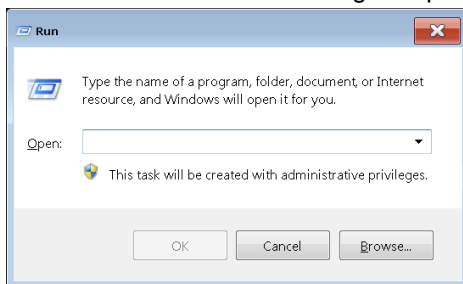 Run
Type the name of a program, folder, document, or Internet
resource, and Windows will open it for you.
Open:
This task will be created with administrative privileges.
OK
Cancel
Browse...